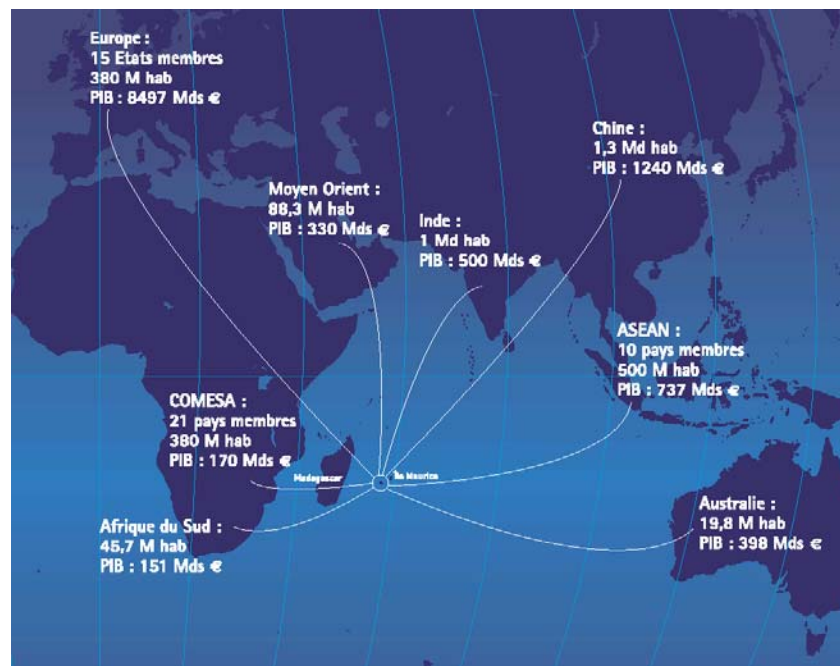 Europe :
15 Etats membres
380 M hab
PIB : 8497 Mds €
Chine :
1,3 Md hab
PIB : 1240 Mds €
Moyen Orient :
88,3 M hab
PIB : 330 Mds €
Inde :
1 Md hab
PIB : 500 Mds €
ASEAN :
10 pays membres
500 M hab
PIB : 737 Mds €
COMESA :
21 pays membres
380 M hab
PIB : 170 Mds €
Madagascar
Île Maurice
Australie :
19,8 M hab
PIB : 398 Mds €
Afrique du Sud :
45,7 M hab
PIB : 151 Mds €